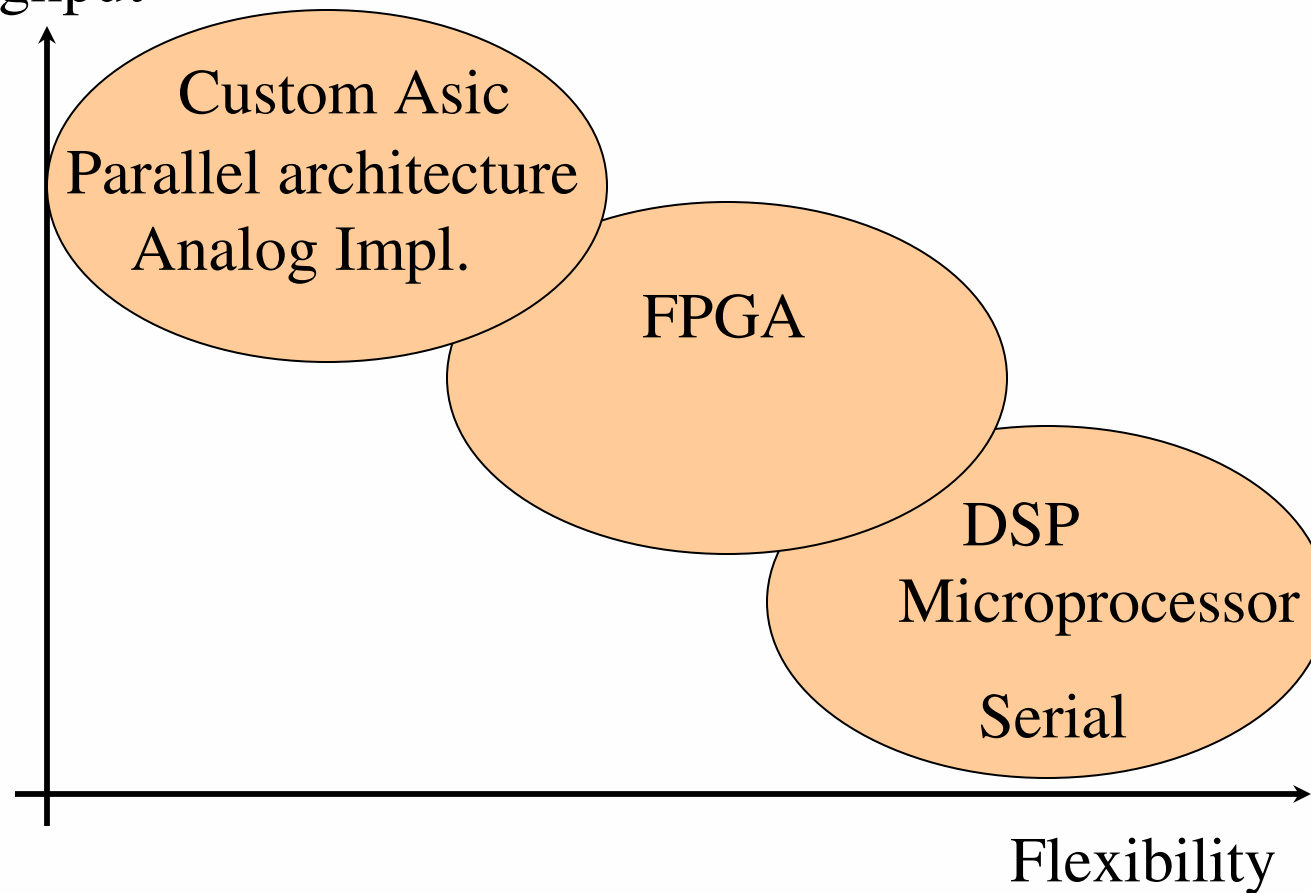 Custom Asic
Parallel architecture
Analog Impl.
FPGA
DSP
Microprocessor
Serial
Flexibility